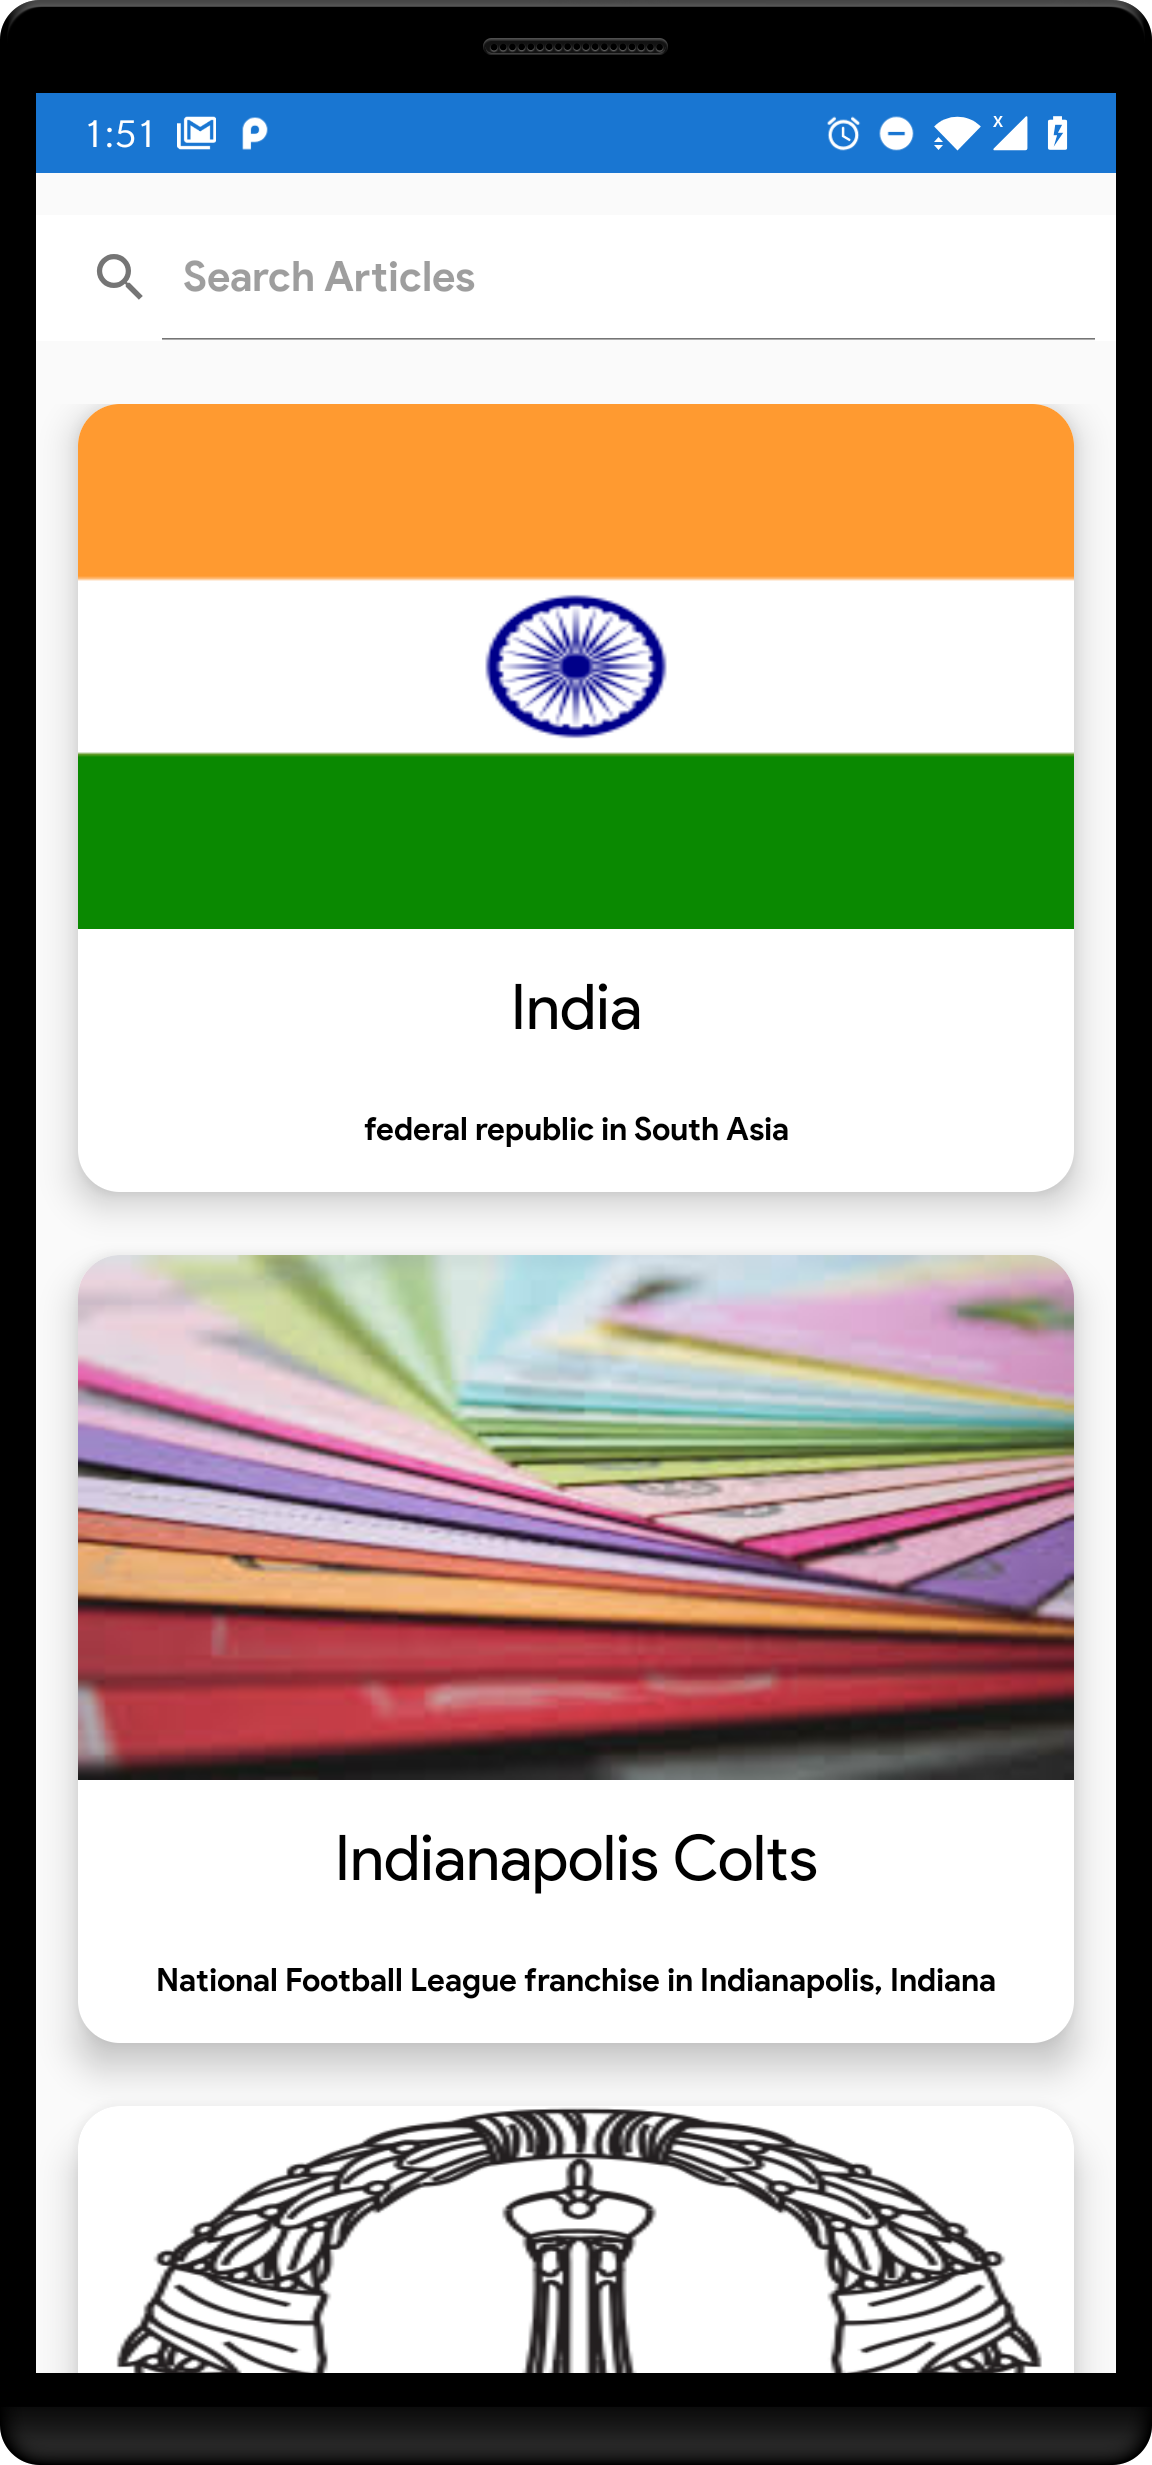 1:51
Search Articles
India
federal republic in South Asia
Indianapolis Colts
National Football League franchise in Indianapolis, Indiana